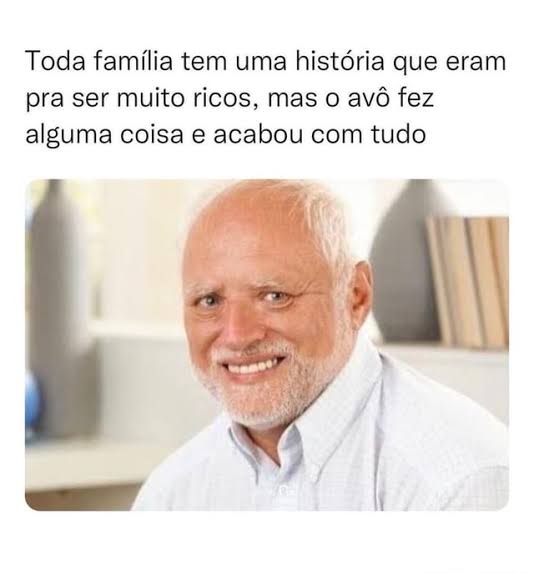 Toda família tem uma história que eram
pra ser muito ricos, mas o avô fez
alguma coisa e acabou com tudo